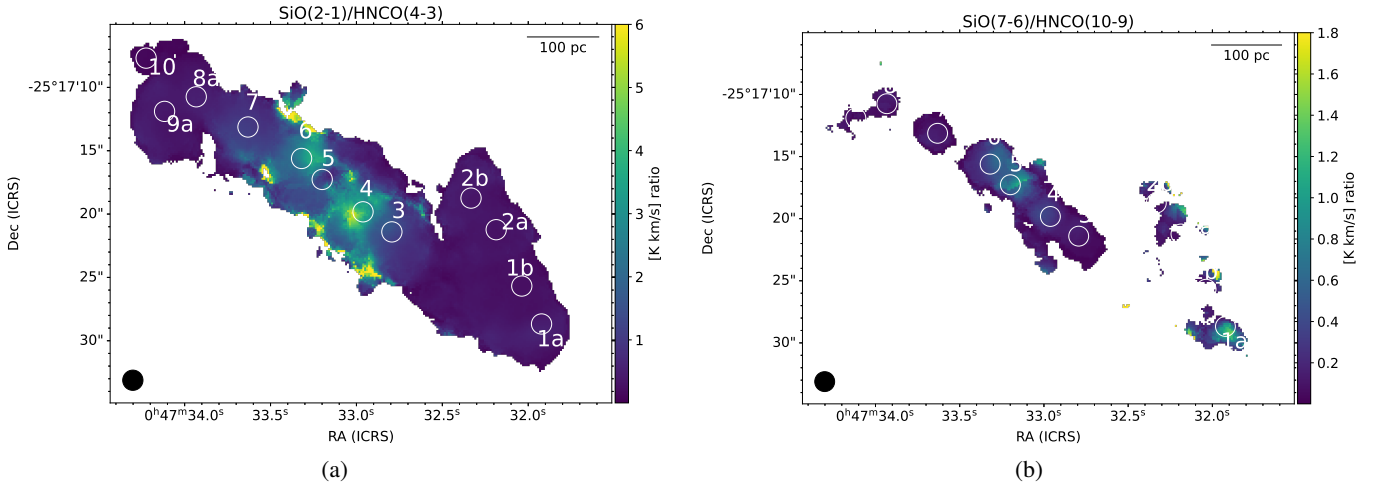 SiO(2-1)/HNCO(4-3)
100 pc
10
8a
9a
7
6
5
4
3
2b
2a
1b
1a
-25°17'10"
15"
20"
25"
30"
Dec (ICRS)
0ʰ47ᵐ34.0ˢ 33.5ˢ 33.0ˢ 32.5ˢ 32.0ˢ
RA (ICRS)
6
5
4
3
2
1
[K km/s] ratio
(a)
SiO(7-6)/HNCO(10-9)
100 pc
5
1a
-25°17'10"
15"
20"
25"
30"
Dec (ICRS)
0ʰ47ᵐ34.0ˢ 33.5ˢ 33.0ˢ 32.5ˢ 32.0ˢ
RA (ICRS)
1.8
1.6
1.4
1.2
1.0
0.8
0.6
0.4
0.2
[K km/s] ratio
(b)